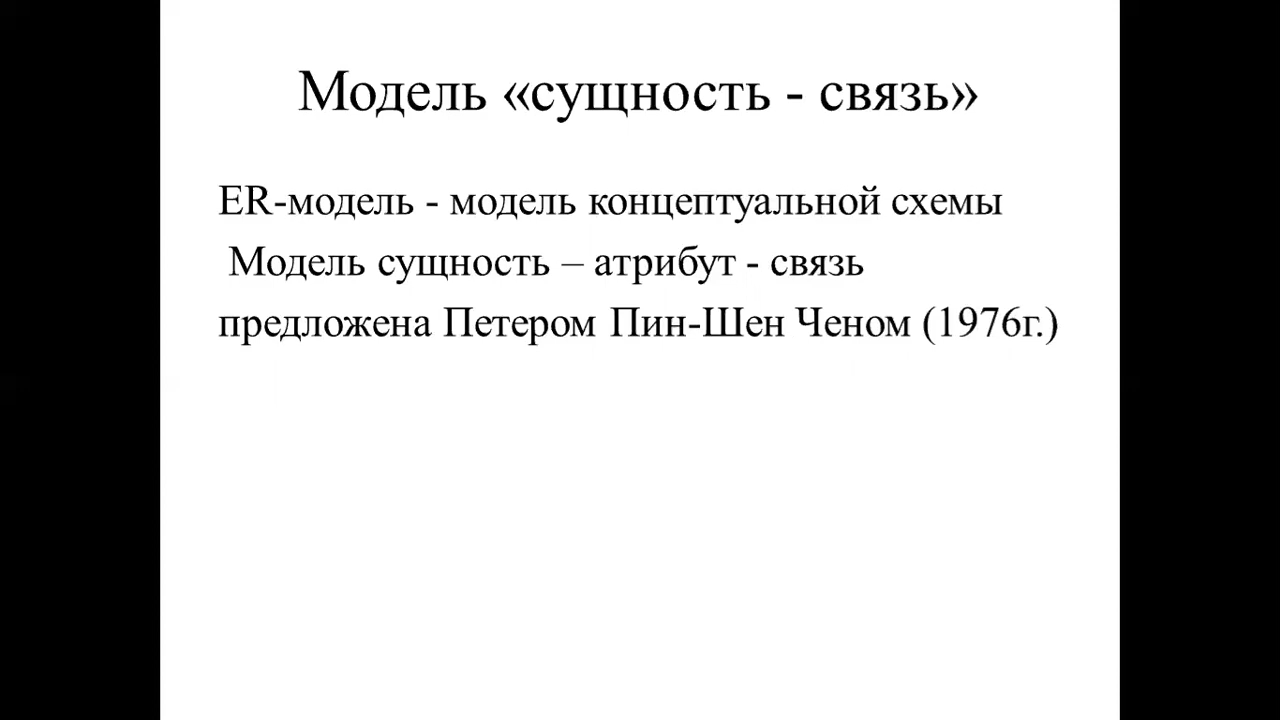 Модель «сущность - связь»
ER-модель - модель концептуальной схемы
Модель сущность – атрибут - связь
предложена Петером Пин-Шен Ченом (1976г.)